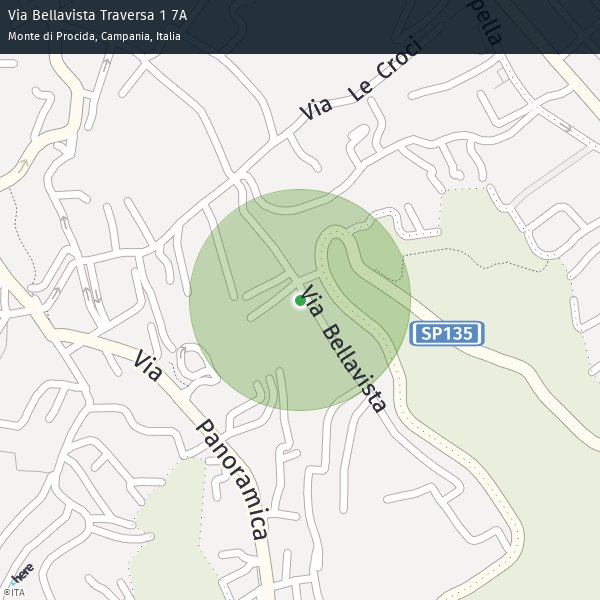 Via Bellavista Traversa 1 7A
Monte di Procida, Campania, Italia
pella
Via Le Croci
Via Bellavista
SP135
Via Panoramica
here
©ITA